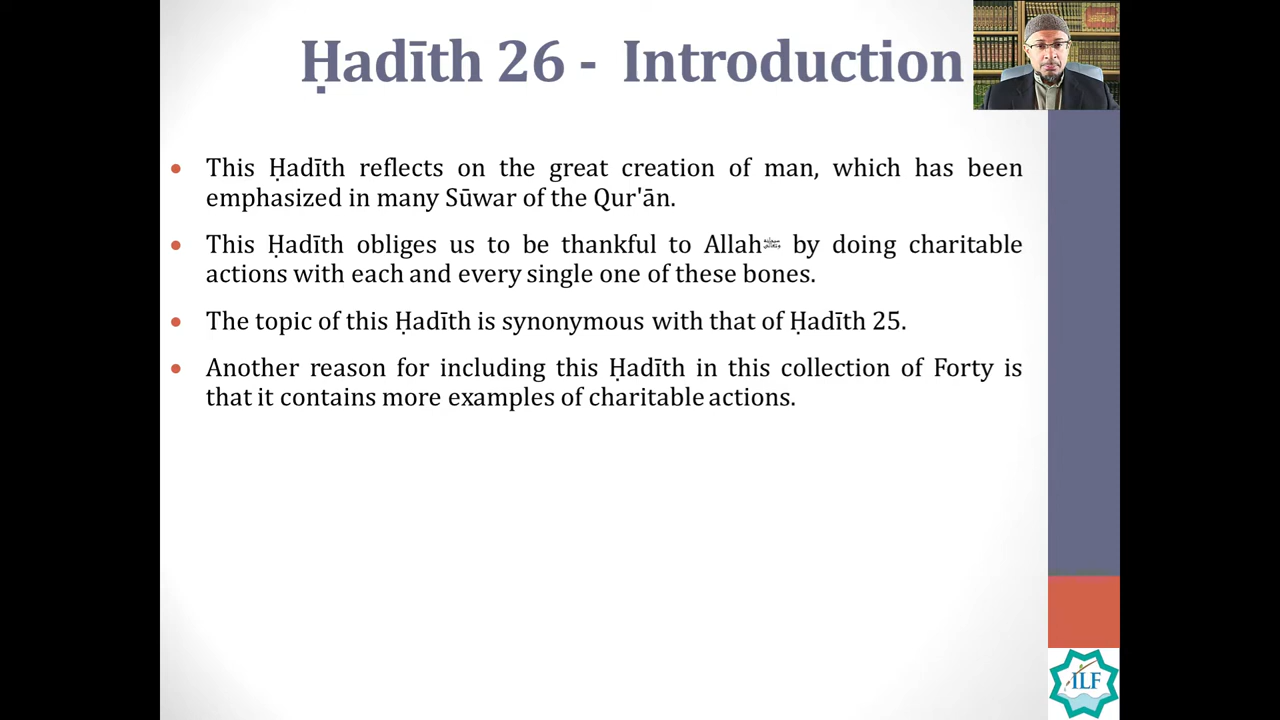 Ḥadīth 26 - Introduction
This Ḥadīth reflects on the great creation of man, which has been
emphasized in many Sūwar of the Qur'ān.
This Ḥadīth obliges us to be thankful to Allah by doing charitable
actions with each and every single one of these bones.
The topic of this Ḥadīth is synonymous with that of Ḥadīth 25.
Another reason for including this Ḥadīth in this collection of Forty is
that it contains more examples of charitable actions.
ILF